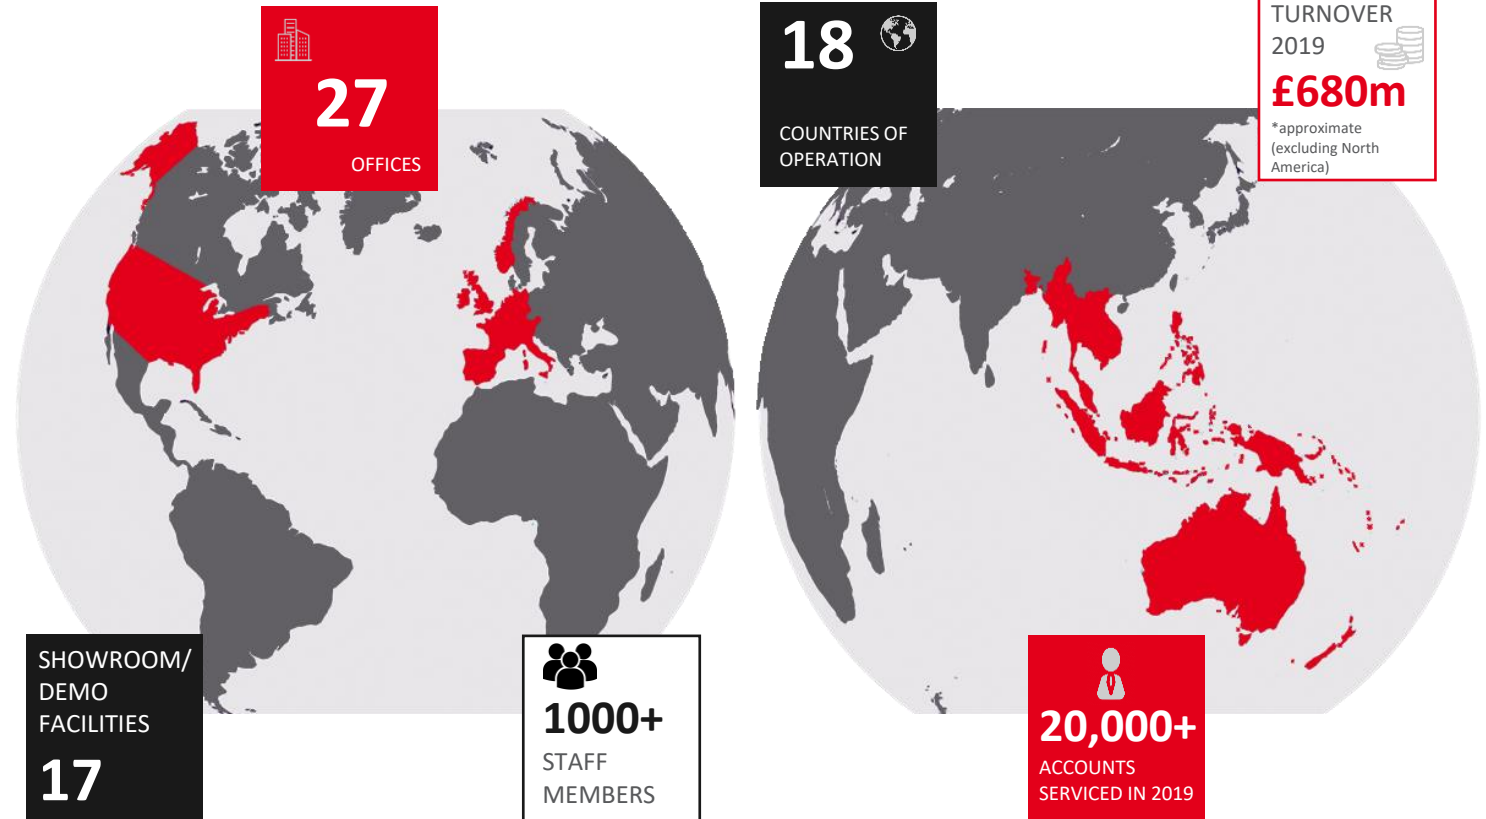 27
OFFICES
18
COUNTRIES OF
OPERATION
TURNOVER
2019
£680m
*approximate
(excluding North
America)
SHOWROOM/
DEMO
FACILITIES
17
1000+
STAFF
MEMBERS
20,000+
ACCOUNTS
SERVICED IN 2019